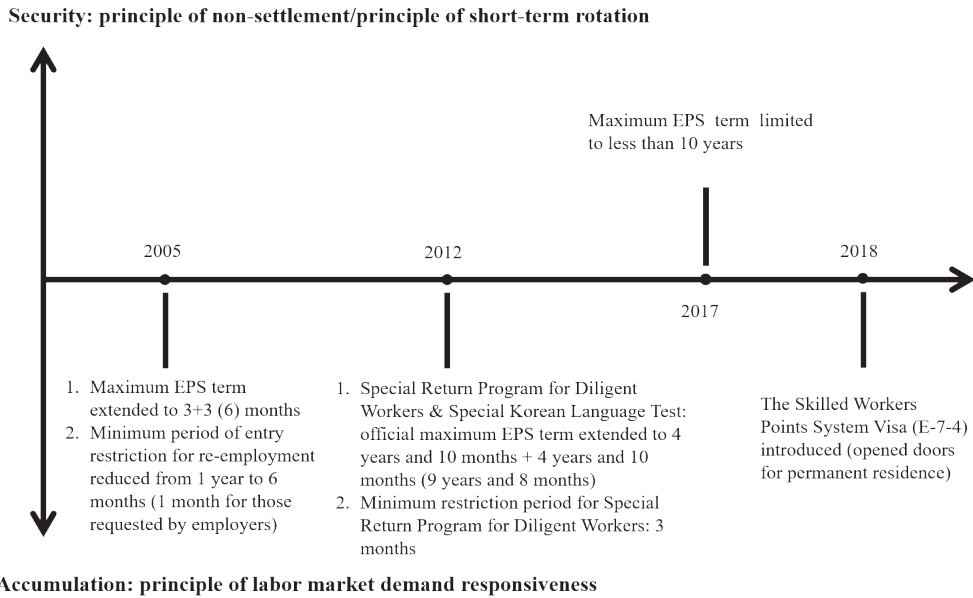 Security: principle of non-settlement/principle of short-term rotation
Maximum EPS term limited
to less than 10 years
2005
2012
2018
2017
1. Maximum EPS term
extended to 3+3 (6) months
2. Minimum period of entry
restriction for re-employment
reduced from 1 year to 6
months (1 month for those
requested by employers)
1. Special Return Program for Diligent
Workers & Special Korean Language Test:
official maximum EPS term extended to 4
years and 10 months + 4 years and 10
months (9 years and 8 months)
2. Minimum restriction period for Special
Return Program for Diligent Workers: 3
months
The Skilled Workers
Points System Visa (E-7-4)
introduced (opened doors
for permanent residence)
Accumulation: principle of labor market demand responsiveness